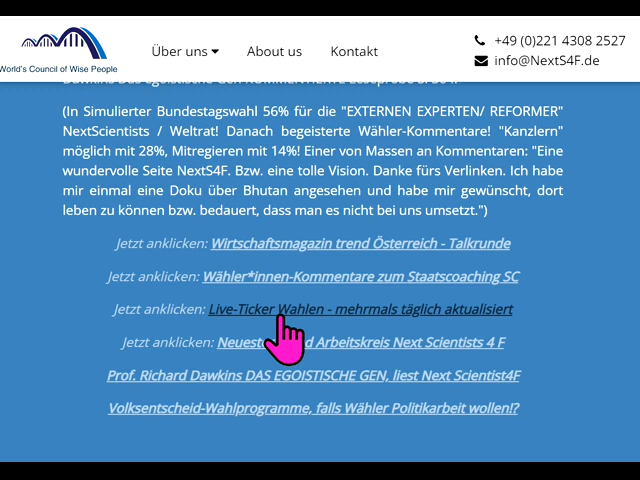 Über uns
About us
Kontakt
+49 (0)221 4308 2527
info@NextS4F.de
World's Council of Wise People
(In Simulierter Bundestagswahl 56% für die "EXTERNEN EXPERTEN/ REFORMER"
NextScientists / Weltrat! Danach begeisterte Wähler-Kommentare! "Kanzlern"
möglich mit 28%, Mitregieren mit 14%! Einer von Massen an Kommentaren: "Eine
wundervolle Seite NextS4F. Bzw. eine tolle Vision. Danke fürs Verlinken. Ich habe
mir einmal eine Doku über Bhutan angesehen und habe mir gewünscht, dort
leben zu können bzw. bedauert, dass man es nicht bei uns umsetzt.")
Jetzt anklicken: Wirtschaftsmagazin trend Österreich - Talkrunde
Jetzt anklicken: Wähler*innen-Kommentare zum Staatscoaching SC
Jetzt anklicken: Live-Ticker Wahlen - mehrmals täglich aktualisiert
Jetzt anklicken: Arbeitskreis Next Scientists 4 F
Prof. Richard Dawkins DAS EGOISTISCHE GEN, liest Next Scientist4F
Volksentscheid-Wahlprogramme, falls Wähler Politikarbeit wollen!?